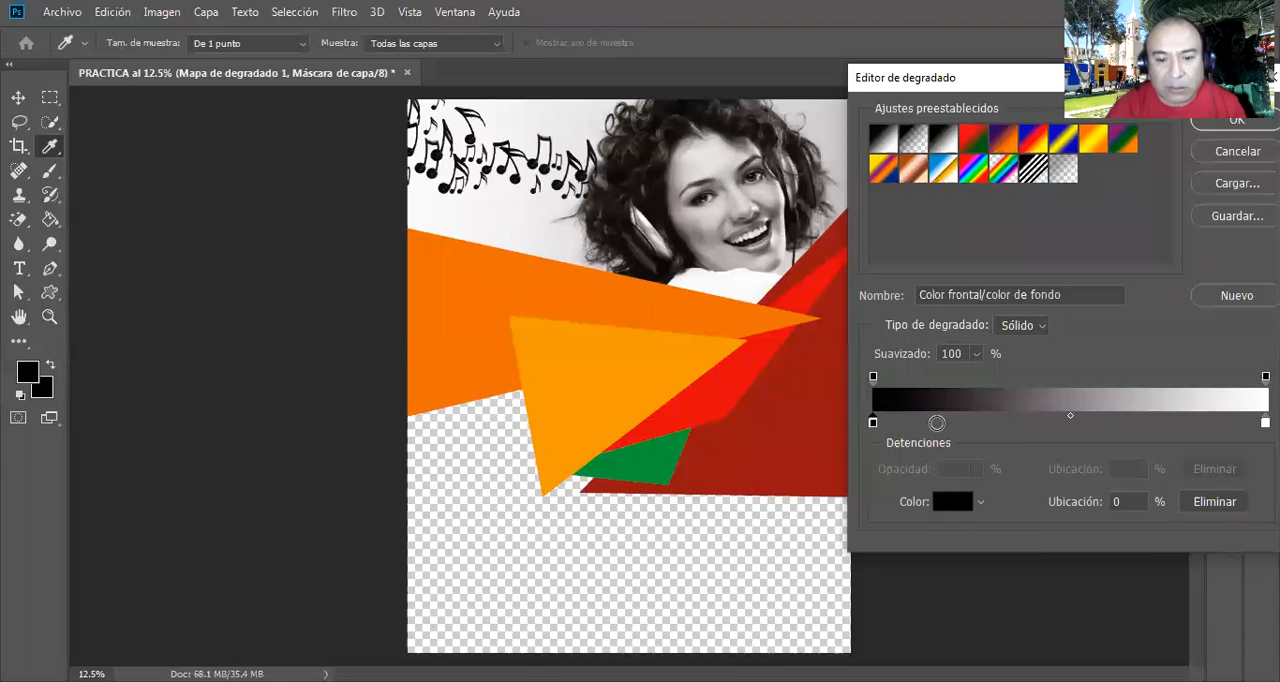 Ps Archivo Edición Imagen Capa Texto Selección Filtro 3D Vista Ventana Ayuda
Tam. de muestra: De 1 punto Muestra: Todas las capas Mostrar aro de muestra
PRACTICA al 12.5% (Mapa de degradado 1, Máscara de capa/8) * ×
Editor de degradado
Ajustes preestablecidos
OK
Cancelar
Cargar...
Guardar...
Nombre: Color frontal/color de fondo Nuevo
Tipo de degradado: Sólido
Suavizado: 100 %
Detenciones
Opacidad: % Ubicación: % Eliminar
Color: Ubicación: 0 % Eliminar
12.5% Doc: 68.1 MB/35.4 MB